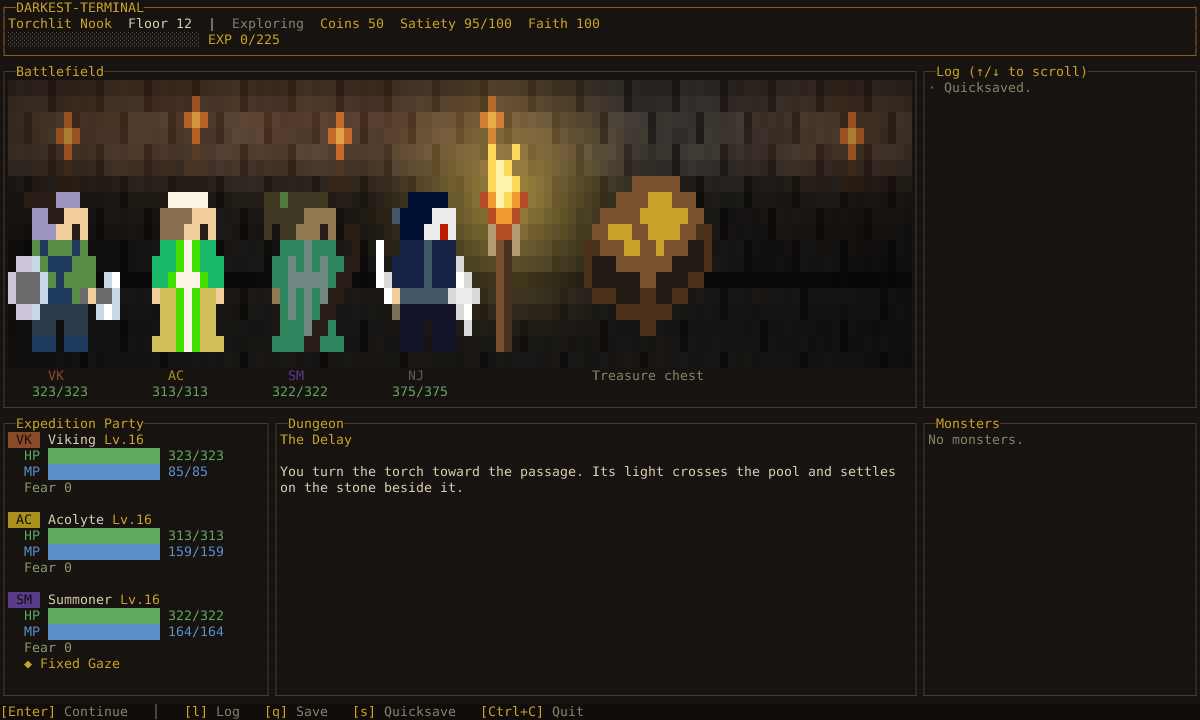 DARKEST-TERMINAL
Torchlit Nook  Floor 12  |  Exploring  Coins 50  Satiety 95/100  Faith 100
EXP 0/225
Battlefield
VK AC SM NJ Treasure chest
323/323 313/313 322/322 375/375
Log (↑/↓ to scroll)
· Quicksaved.
Expedition Party
VK Viking Lv.16
HP 323/323
MP 85/85
Fear 0
AC Acolyte Lv.16
HP 313/313
MP 159/159
Fear 0
SM Summoner Lv.16
HP 322/322
MP 164/164
Fear 0
◆ Fixed Gaze
Dungeon
The Delay
You turn the torch toward the passage. Its light crosses the pool and settles
on the stone beside it.
Monsters
No monsters.
[Enter] Continue | [l] Log [q] Save [s] Quicksave [Ctrl+C] Quit